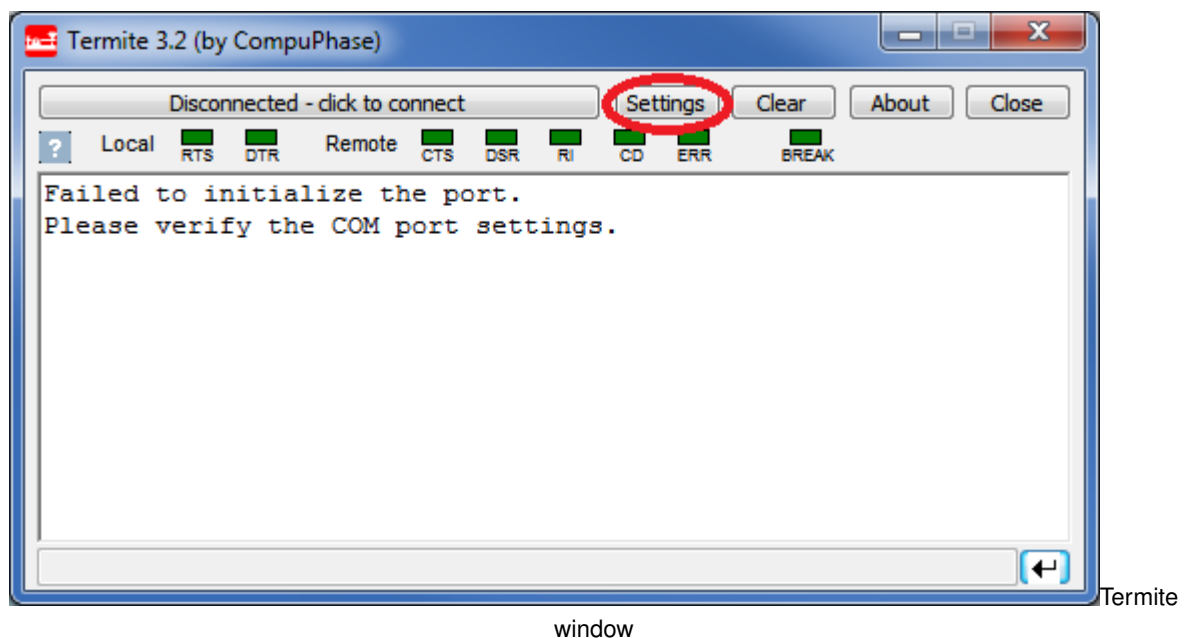 Termite 3.2 (by CompuPhase)
Disconnected - click to connect Settings Clear About Close
? Local RTS DTR Remote CTS DSR RI CD ERR BREAK
Failed to initialize the port.
Please verify the COM port settings.
Termite
window